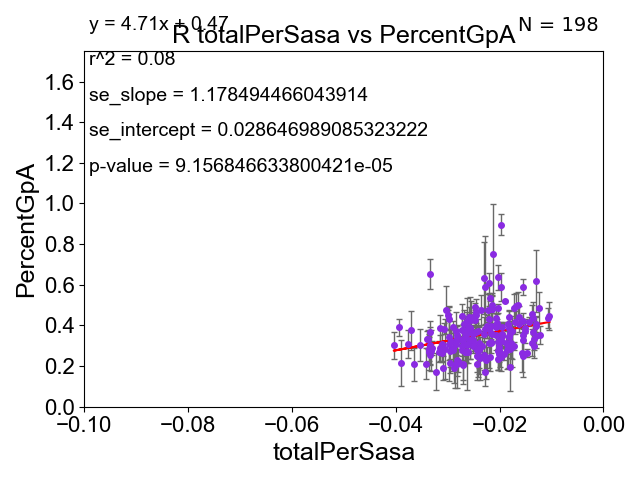 y = 4.71x + 0.47
R totalPerSasa vs PercentGpA
N = 198
r^2 = 0.08
se_slope = 1.178494466043914
se_intercept = 0.028646989085323222
p-value = 9.156846633800421e-05
PercentGpA
1.6
1.4
1.2
1.0
0.8
0.6
0.4
0.2
0.0
−0.10
−0.08
−0.06
−0.04
−0.02
0.00
totalPerSasa